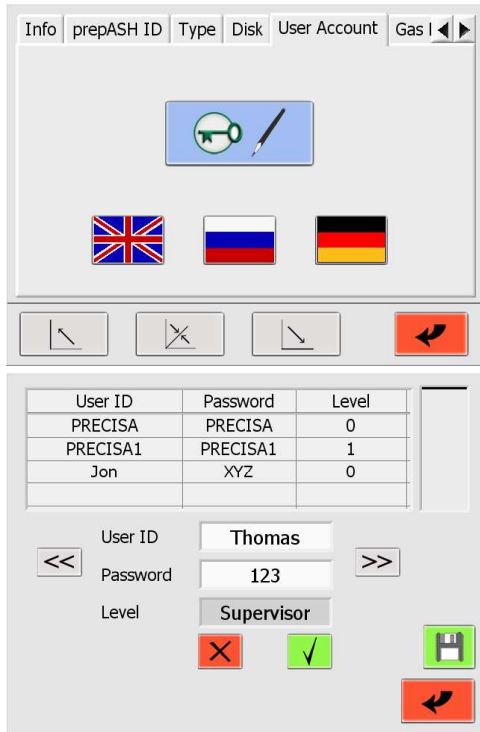 Info prepASH ID Type Disk User Account Gas
User ID Password Level
PRECISA PRECISA 0
PRECISA1 PRECISA1 1
Jon XYZ 0
User ID Thomas
<< >>
Password 123
Level Supervisor